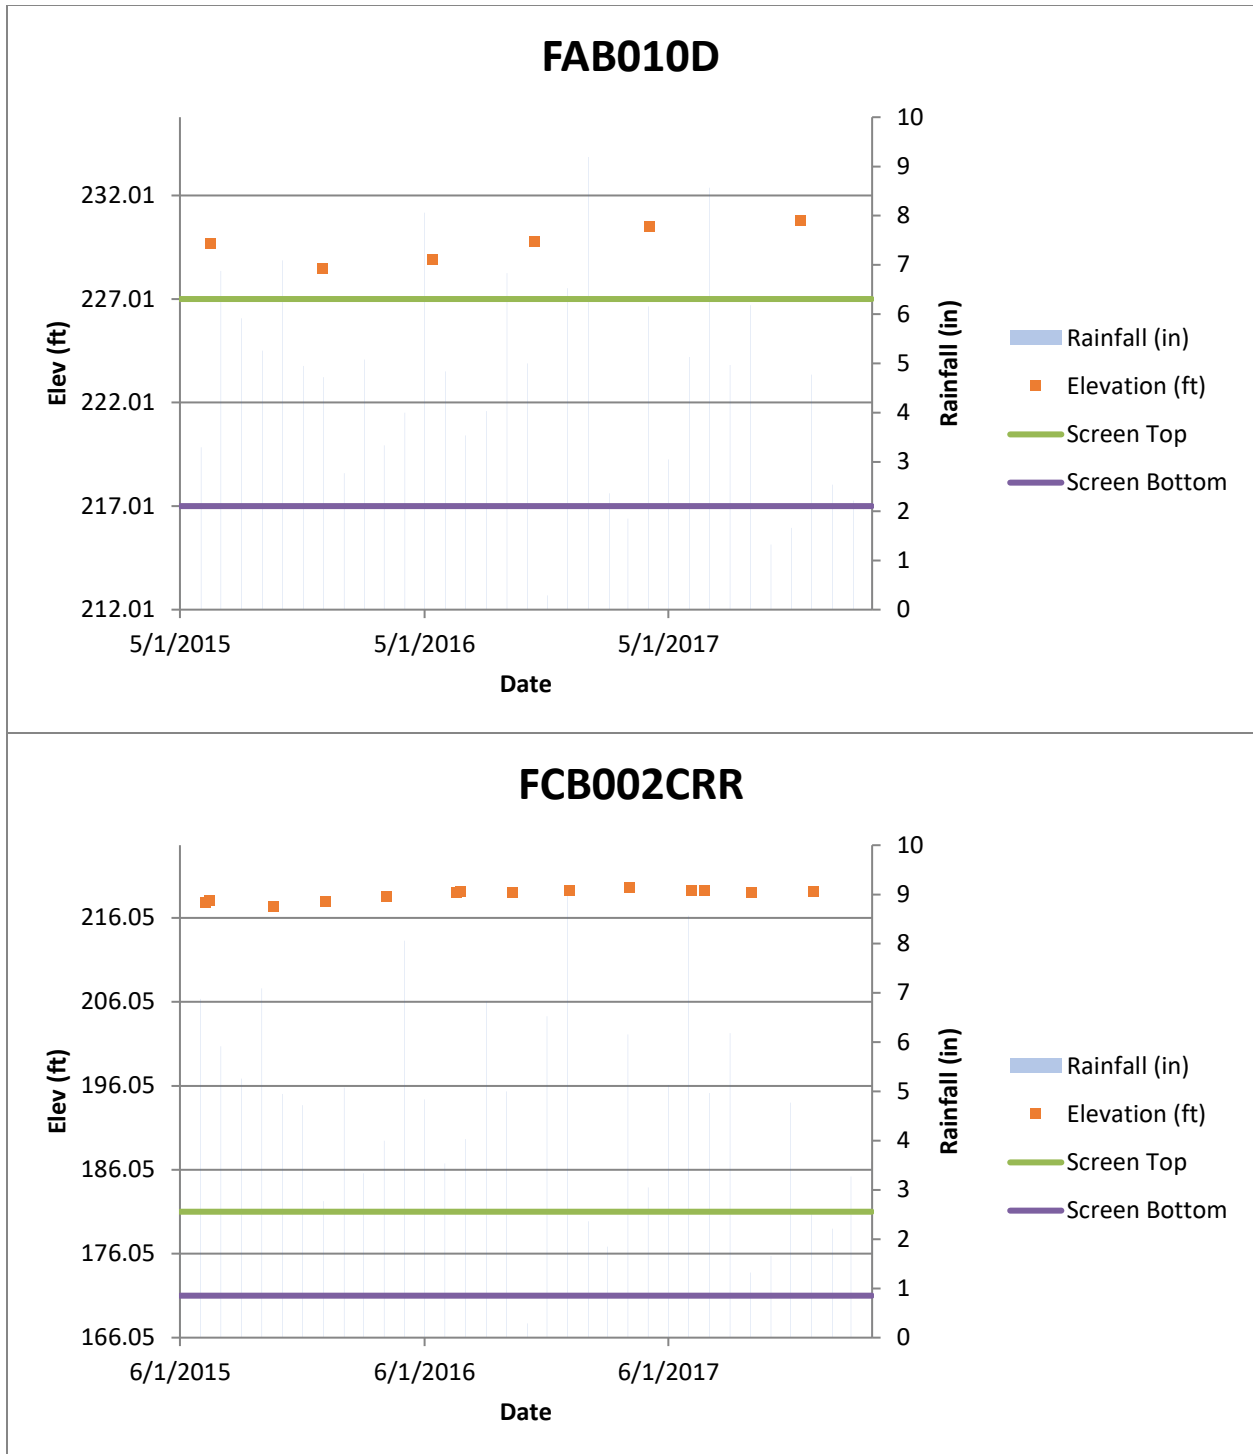 FAB010D
10
9
232.01
8
7
227.01
6
Elev (ft)
Rainfall (in)
Rainfall (in)
5
Elevation (ft)
222.01
4
Screen Top
3
Screen Bottom
217.01
2
1
212.01
0
5/1/2015
5/1/2016
5/1/2017
Date
FCB002CRR
10
9
216.05
8
7
206.05
6
Elev (ft)
Rainfall (in)
Rainfall (in)
196.05
5
Elevation (ft)
4
186.05
Screen Top
3
Screen Bottom
176.05
2
1
166.05
0
6/1/2015
6/1/2016
6/1/2017
Date